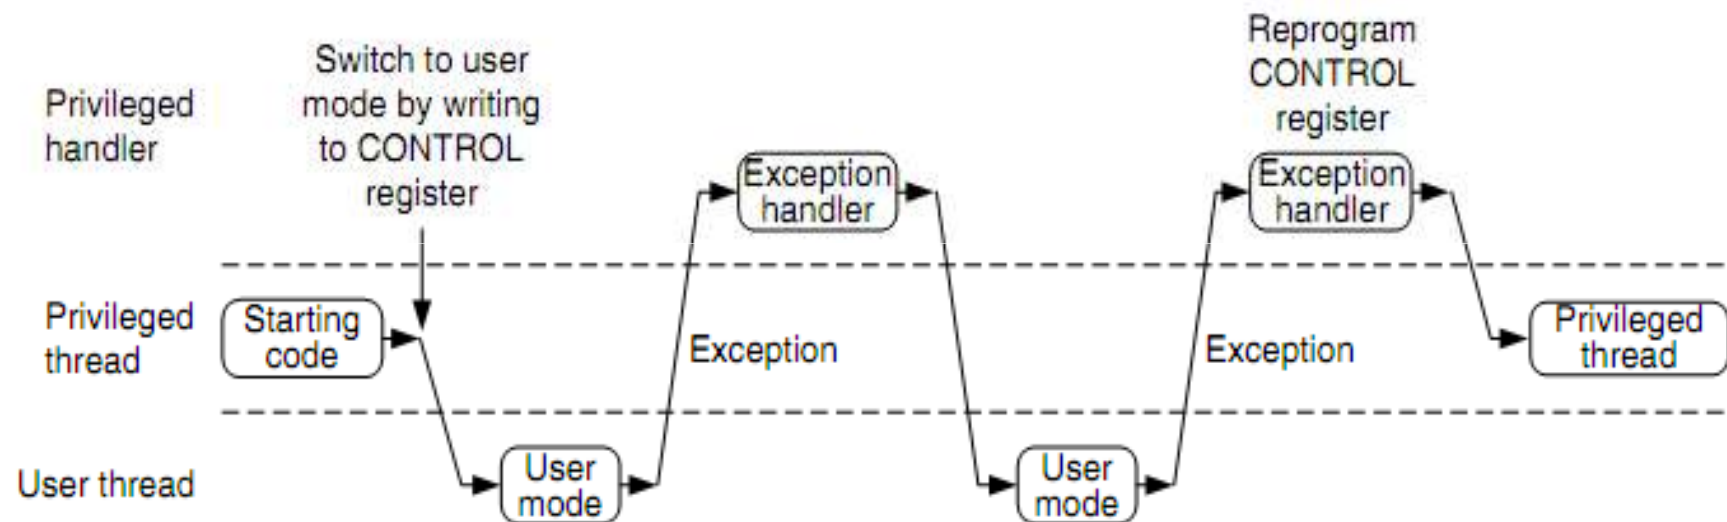 Privileged
handler
Switch to user
mode by writing
to CONTROL
register
Exception
handler
Reprogram
CONTROL
register
Exception
handler
Privileged
thread
Starting
code
Exception
Exception
Privileged
thread
User thread
User
mode
User
mode